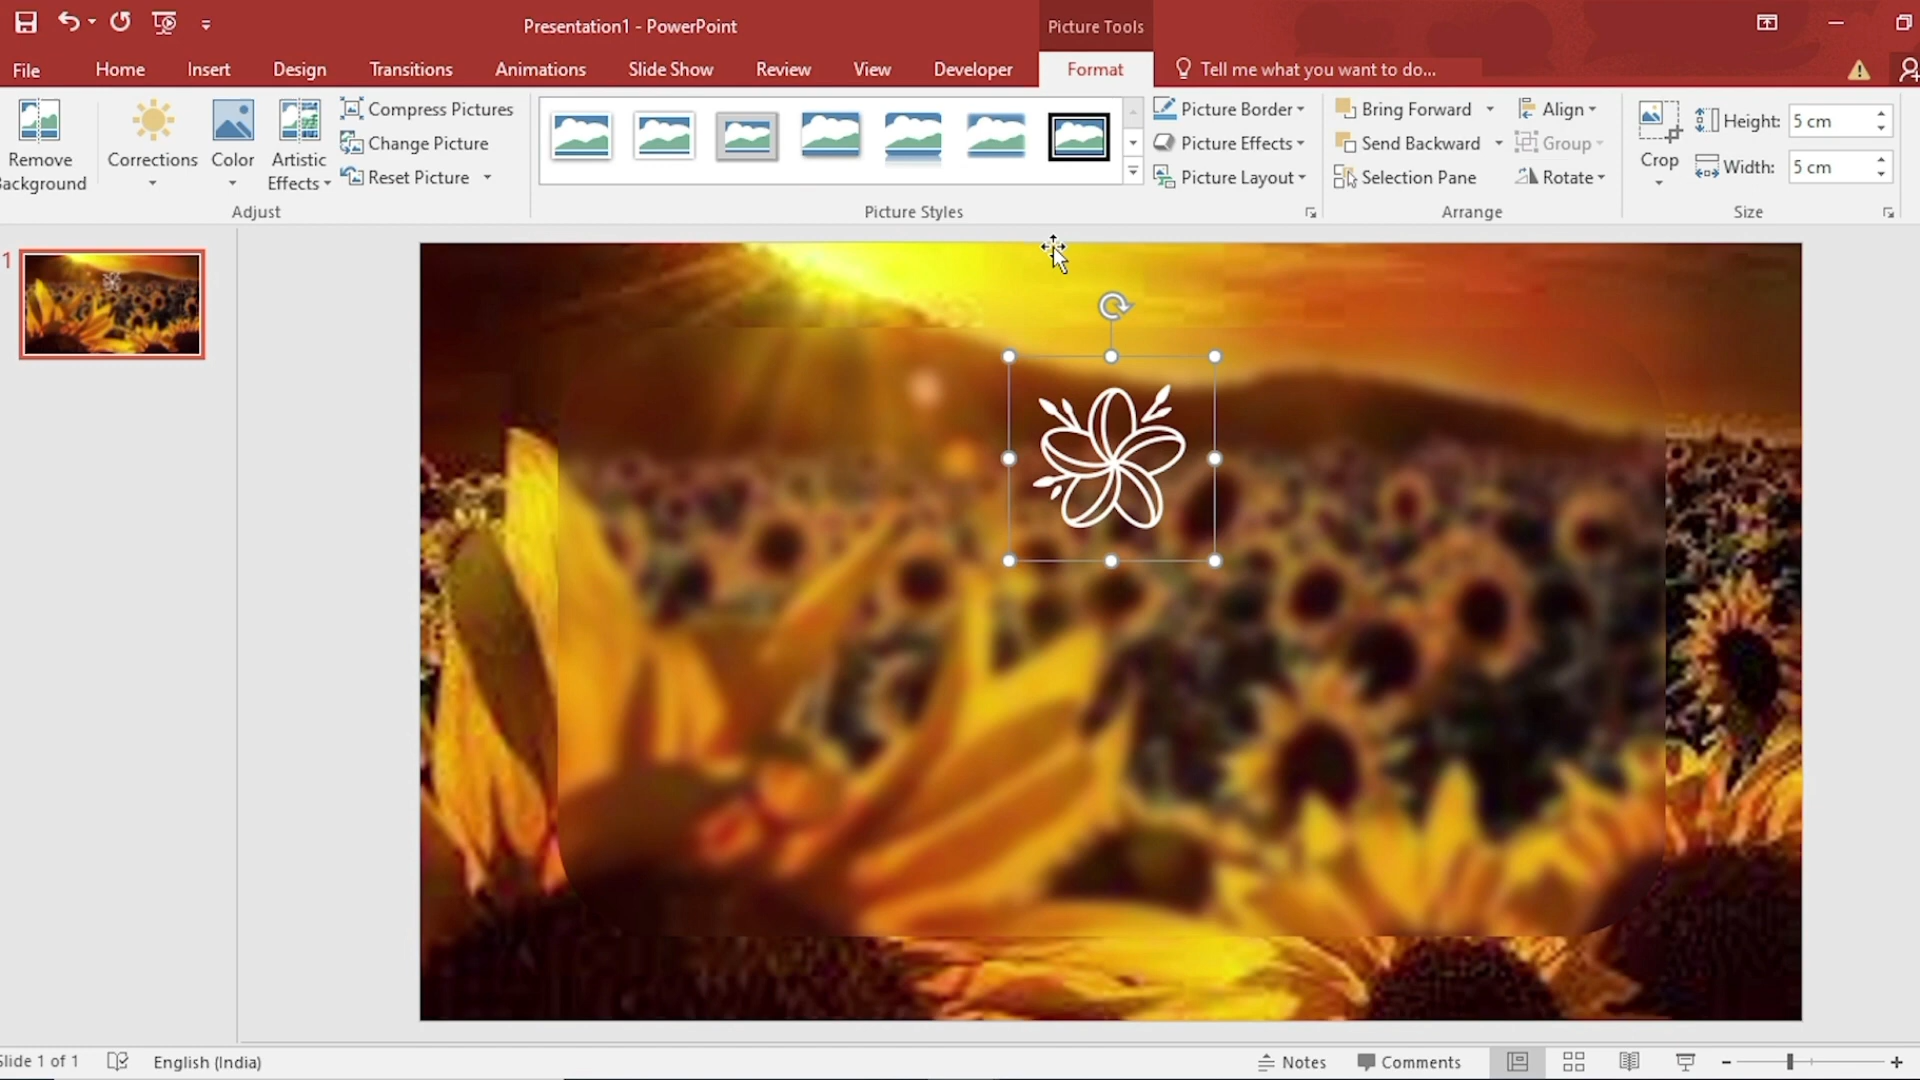 Presentation1 - PowerPoint
Picture Tools
File Home Insert Design Transitions Animations Slide Show Review View Developer Format Tell me what you want to do...
Remove Background
Corrections
Color
Artistic Effects
Compress Pictures
Change Picture
Reset Picture
Adjust
Picture Styles
Picture Border
Picture Effects
Picture Layout
Bring Forward
Send Backward
Selection Pane
Align
Group
Rotate
Arrange
Crop
Height: 5 cm
Width: 5 cm
Size
1
Slide 1 of 1 English (India) Notes Comments